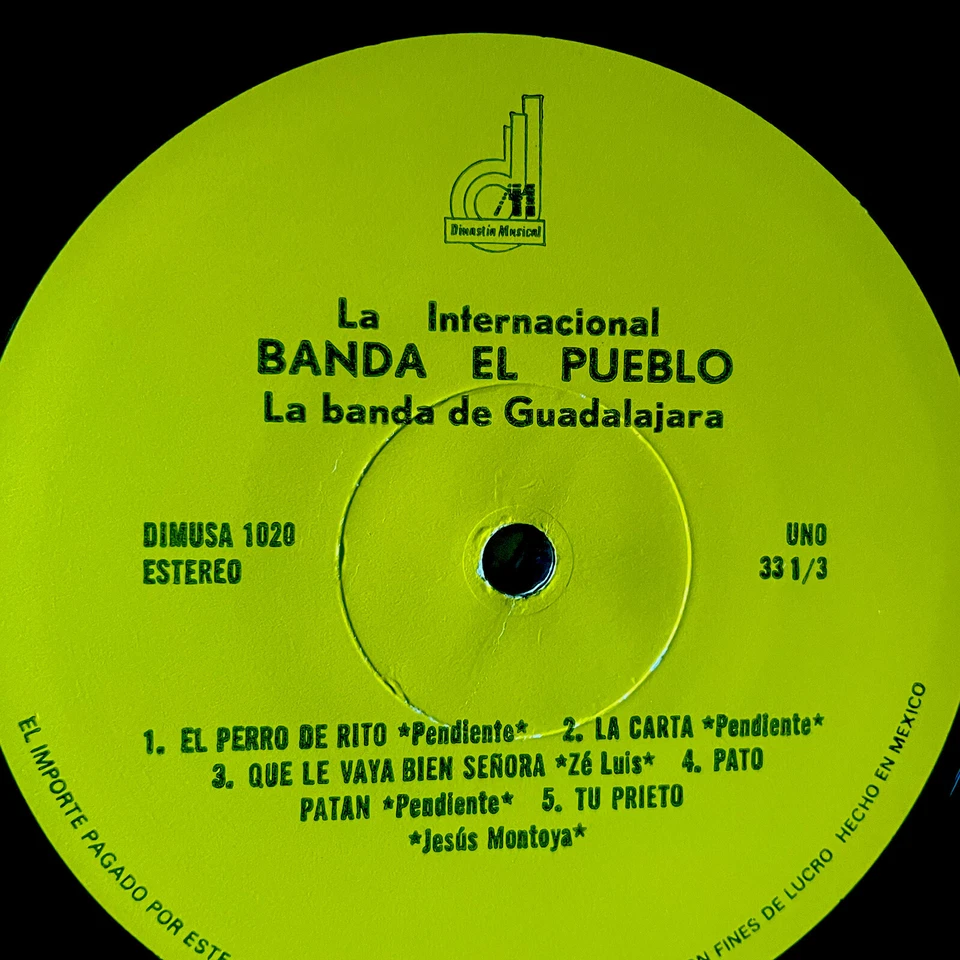 Dinastía Musical
La Internacional
BANDA EL PUEBLO
La banda de Guadalajara
DIMUSA 1020
ESTEREO
UNO
33 1/3
1. EL PERRO DE RITO *Pendiente* 2. LA CARTA *Pendiente*
3. QUE LE VAYA BIEN SEÑORA *Zé Luis* 4. PATO
PATAN *Pendiente* 5. TU PRIETO
*Jesús Montoya*
EL IMPORTE PAGADO POR ESTE
FINES DE LUCRO HECHO EN MEXICO